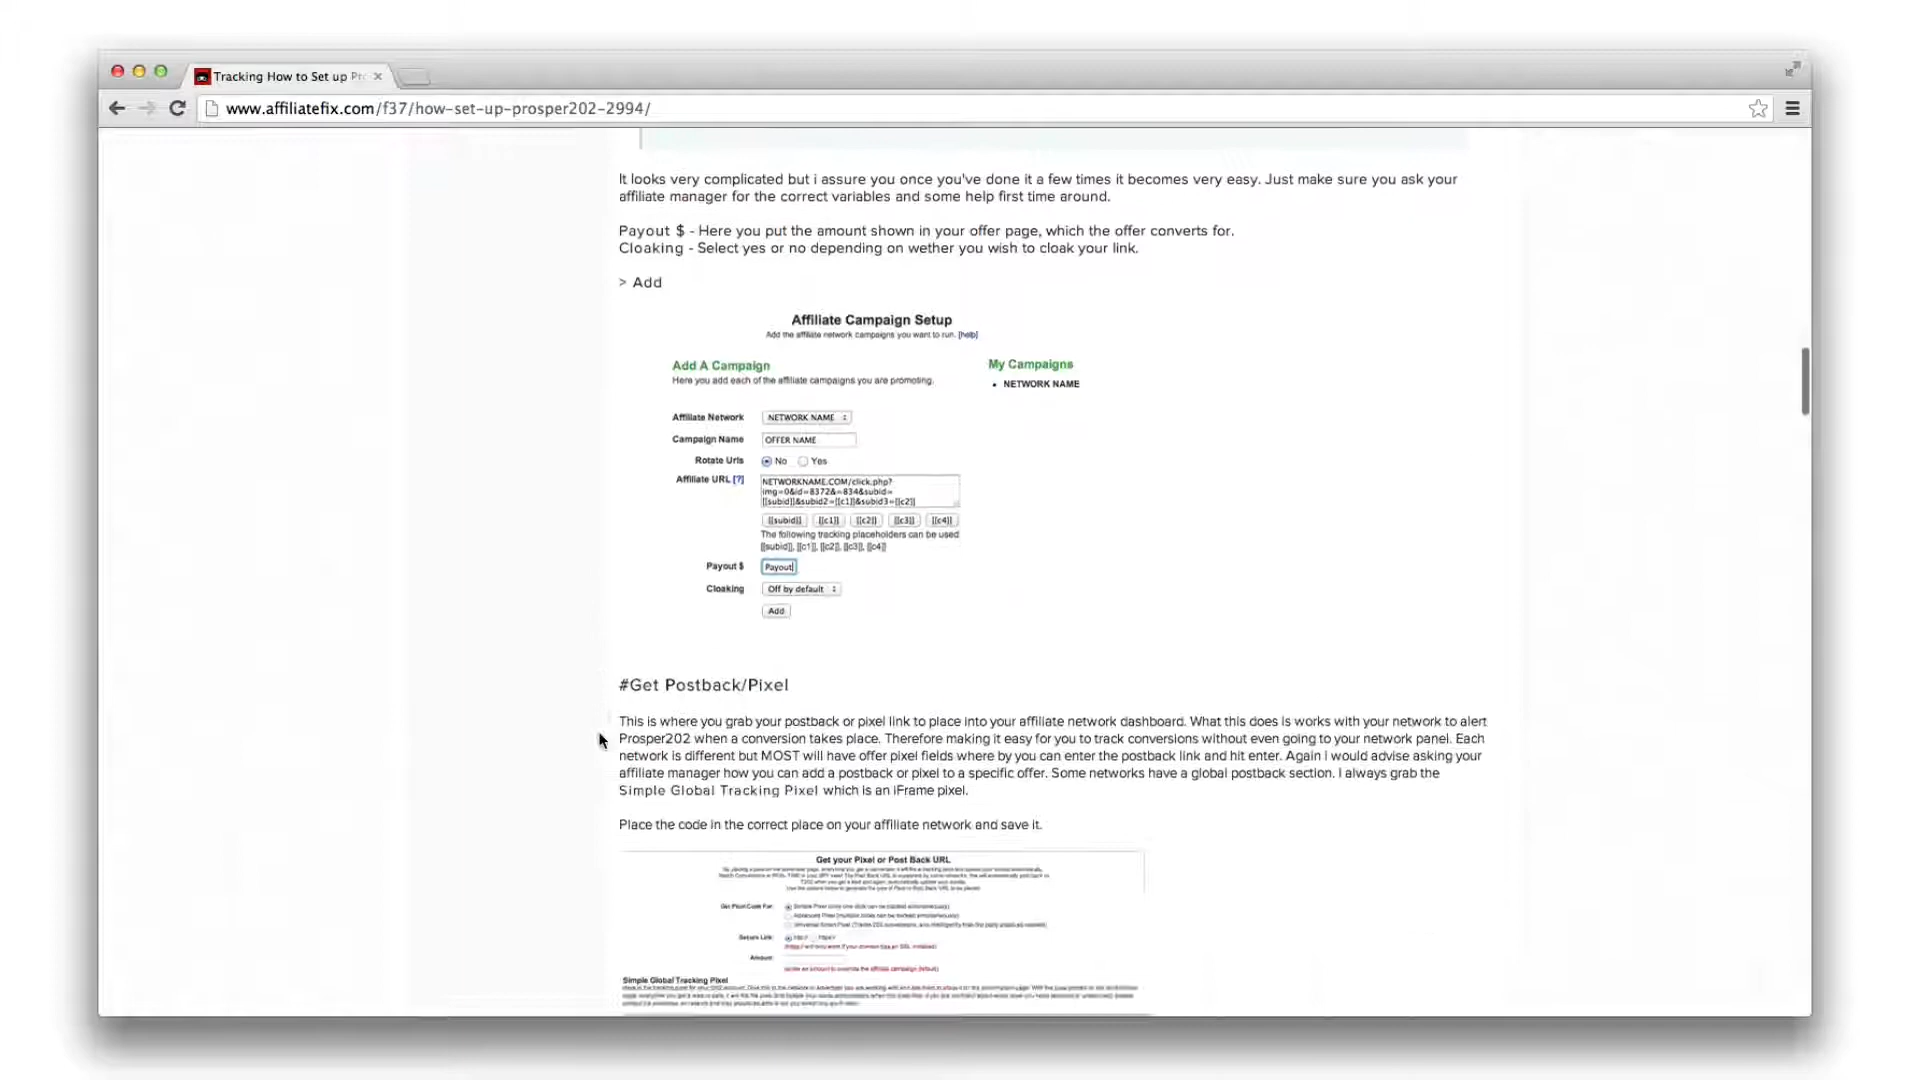 Tracking How to Set up Pr
www.affiliatefix.com/f37/how-set-up-prosper202-2994/
It looks very complicated but i assure you once you've done it a few times it becomes very easy. Just make sure you ask your
affiliate manager for the correct variables and some help first time around.
Payout $ - Here you put the amount shown in your offer page, which the offer converts for.
Cloaking - Select yes or no depending on wether you wish to cloak your link.
> Add
Affiliate Campaign Setup
Add the affiliate network campaigns you want to run. [help]
Add A Campaign
Here you add each of the affiliate campaigns you are promoting.
My Campaigns
• NETWORK NAME
Affiliate Network NETWORK NAME
Campaign Name OFFER NAME
Rotate Urls No Yes
Affiliate URL [?] NETWORKNAME.COM/click.php?
img=0&id=8372&=834&subid=
[[subid]]&subid2=[[c1]]&subid3=[[c2]]
[[subid]] [[c1]] [[c2]] [[c3]] [[c4]]
The following tracking placeholders can be used
[[subid]], [[c1]], [[c2]], [[c3]], [[c4]]
Payout $ Payout
Cloaking Off by default
Add
#Get Postback/Pixel
This is where you grab your postback or pixel link to place into your affiliate network dashboard. What this does is works with your network to alert
Prosper202 when a conversion takes place. Therefore making it easy for you to track conversions without even going to your network panel. Each
network is different but MOST will have offer pixel fields where by you can enter the postback link and hit enter. Again i would advise asking your
affiliate manager how you can add a postback or pixel to a specific offer. Some networks have a global postback section. I always grab the
Simple Global Tracking Pixel which is an iFrame pixel.
Place the code in the correct place on your affiliate network and save it.
Get your Pixel or Post Back URL
Get Pixel Code For:
Secure Link:
Amount:
Simple Global Tracking Pixel